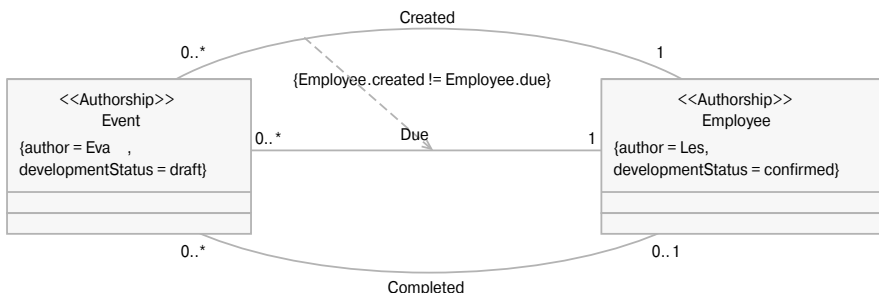 Created
0..*
1
{Employee.created != Employee.due}
<<Authorship>>
Event
{author = Eva ,
developmentStatus = draft}
0..*
Due
1
<<Authorship>>
Employee
{author = Les,
developmentStatus = confirmed}
0..*
0..1
Completed